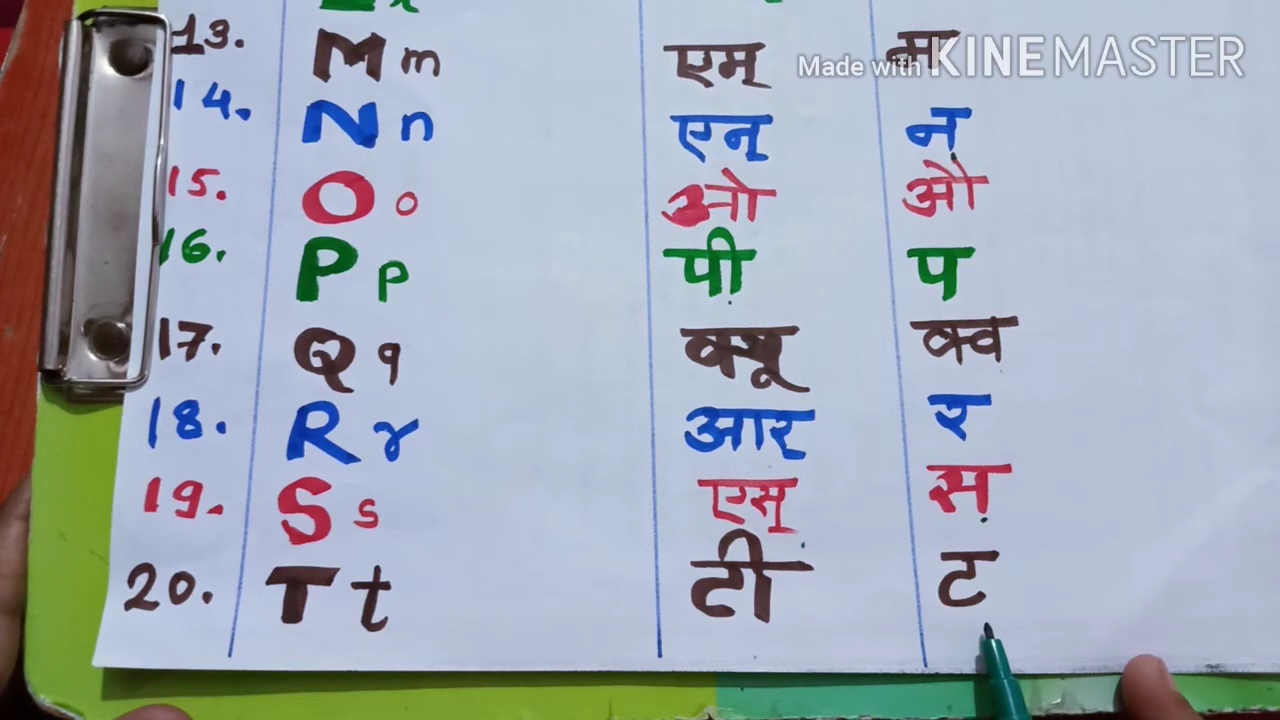 13. M m एम् म
Made with KINEMASTER
14. N n एन् न
15. O o ओ औ
16. P p पी प
17. Q q क्यू क्व
18. R r आर् र
19. S s एस् स
20. T t टी ट